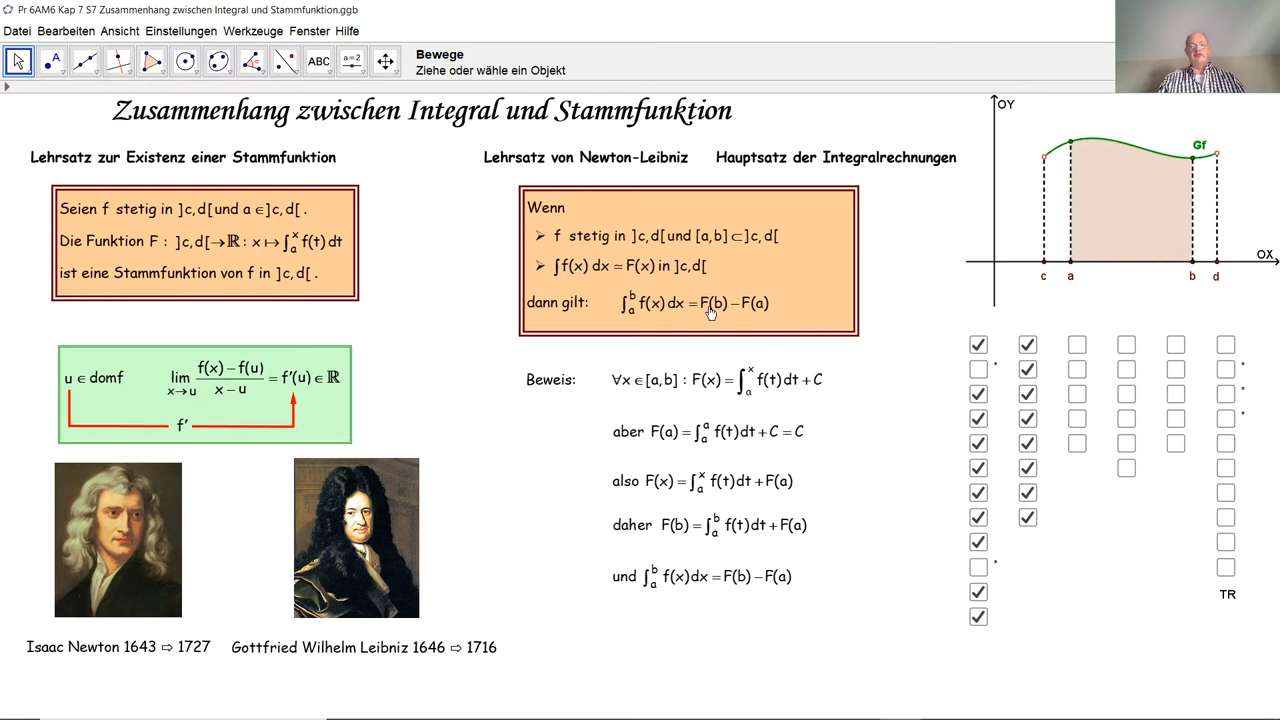 Pr 6AM6 Kap 7 S7 Zusammenhang zwischen Integral und Stammfunktion.ggb
Datei Bearbeiten Ansicht Einstellungen Werkzeuge Fenster Hilfe
A
ABC
a=2
Bewege
Ziehe oder wähle ein Objekt
Zusammenhang zwischen Integral und Stammfunktion
Lehrsatz zur Existenz einer Stammfunktion
Seien f stetig in ]c,d[ und a ∈ ]c,d[ .
Die Funktion F : ]c,d[→ℝ : x ↦ ∫ₐˣ f(t) dt
ist eine Stammfunktion von f in ]c,d[ .
u ∈ domf lim x→u f(x) – f(u) / x – u = f'(u) ∈ ℝ
f'
Isaac Newton 1643 ⇨ 1727 Gottfried Wilhelm Leibniz 1646 ⇨ 1716
Lehrsatz von Newton-Leibniz Hauptsatz der Integralrechnungen
Wenn
➢ f stetig in ]c,d[ und [a,b] ⊂ ]c,d[
➢ ∫f(x) dx ≃ F(x) in ]c,d[
dann gilt: ∫ₐᵇ f(x) dx = F(b) – F(a)
Beweis: ∀x ∈ [a,b] : F(x) = ∫ₐˣ f(t) dt + C
aber F(a) = ∫ₐᵃ f(t) dt + C = C
also F(x) = ∫ₐˣ f(t) dt + F(a)
daher F(b) = ∫ₐᵇ f(t) dt + F(a)
und ∫ₐᵇ f(x) dx = F(b) – F(a)
OY
Gf
OX
c a b d
*
*
*
*
*
TR